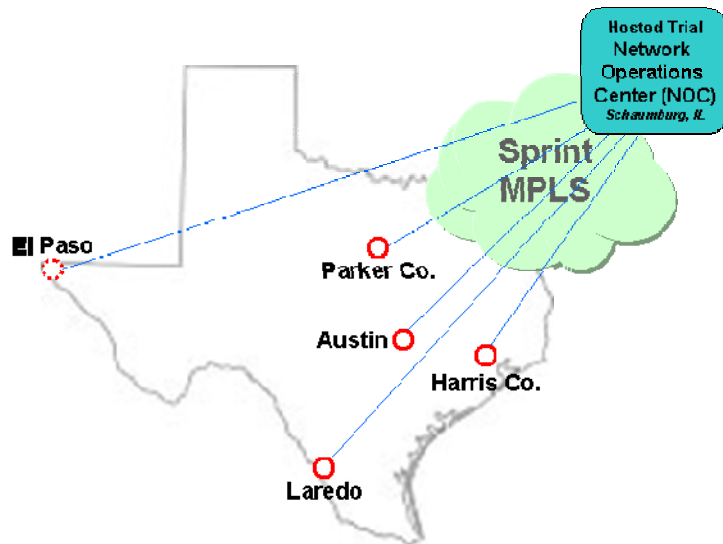 Hosted Trial
Network
Operations
Center (NOC)
Schaumburg, IL
Sprint
MPLS
El Paso
Parker Co.
Austin
Harris Co.
Laredo